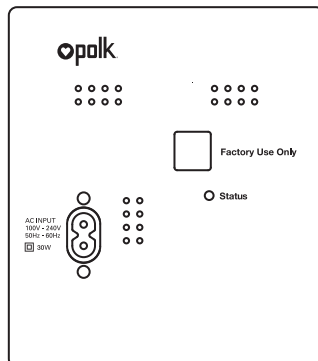 polk
Factory Use Only
Status
AC INPUT
100V - 240V
50Hz - 60Hz
30W